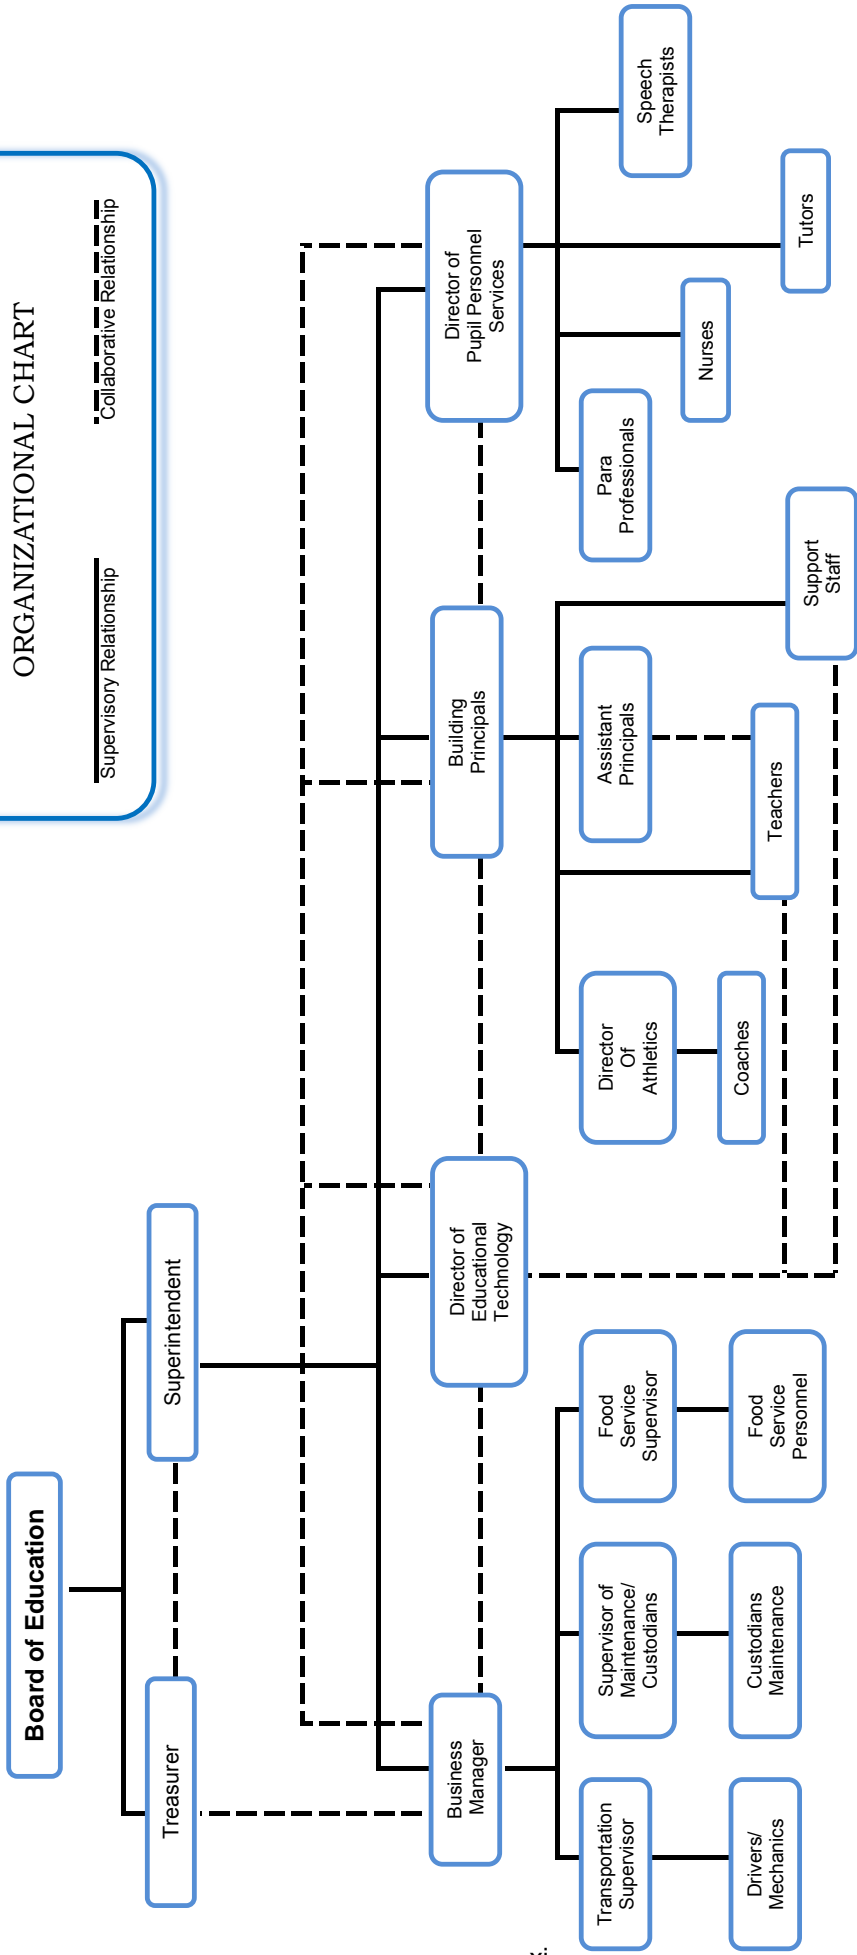 ORGANIZATIONAL CHART
Supervisory Relationship
Collaborative Relationship
Board of Education
Treasurer
Superintendent
Business
Manager
Director of
Educational
Technology
Building
Principals
Director of
Pupil Personnel
Services
Transportation
Supervisor
Supervisor of
Maintenance/
Custodians
Food
Service
Supervisor
Director
Of
Athletics
Assistant
Principals
Para
Professionals
Speech
Therapists
Drivers/
Mechanics
Custodians
Maintenance
Food
Service
Personnel
Coaches
Teachers
Support
Staff
Nurses
Tutors
xi